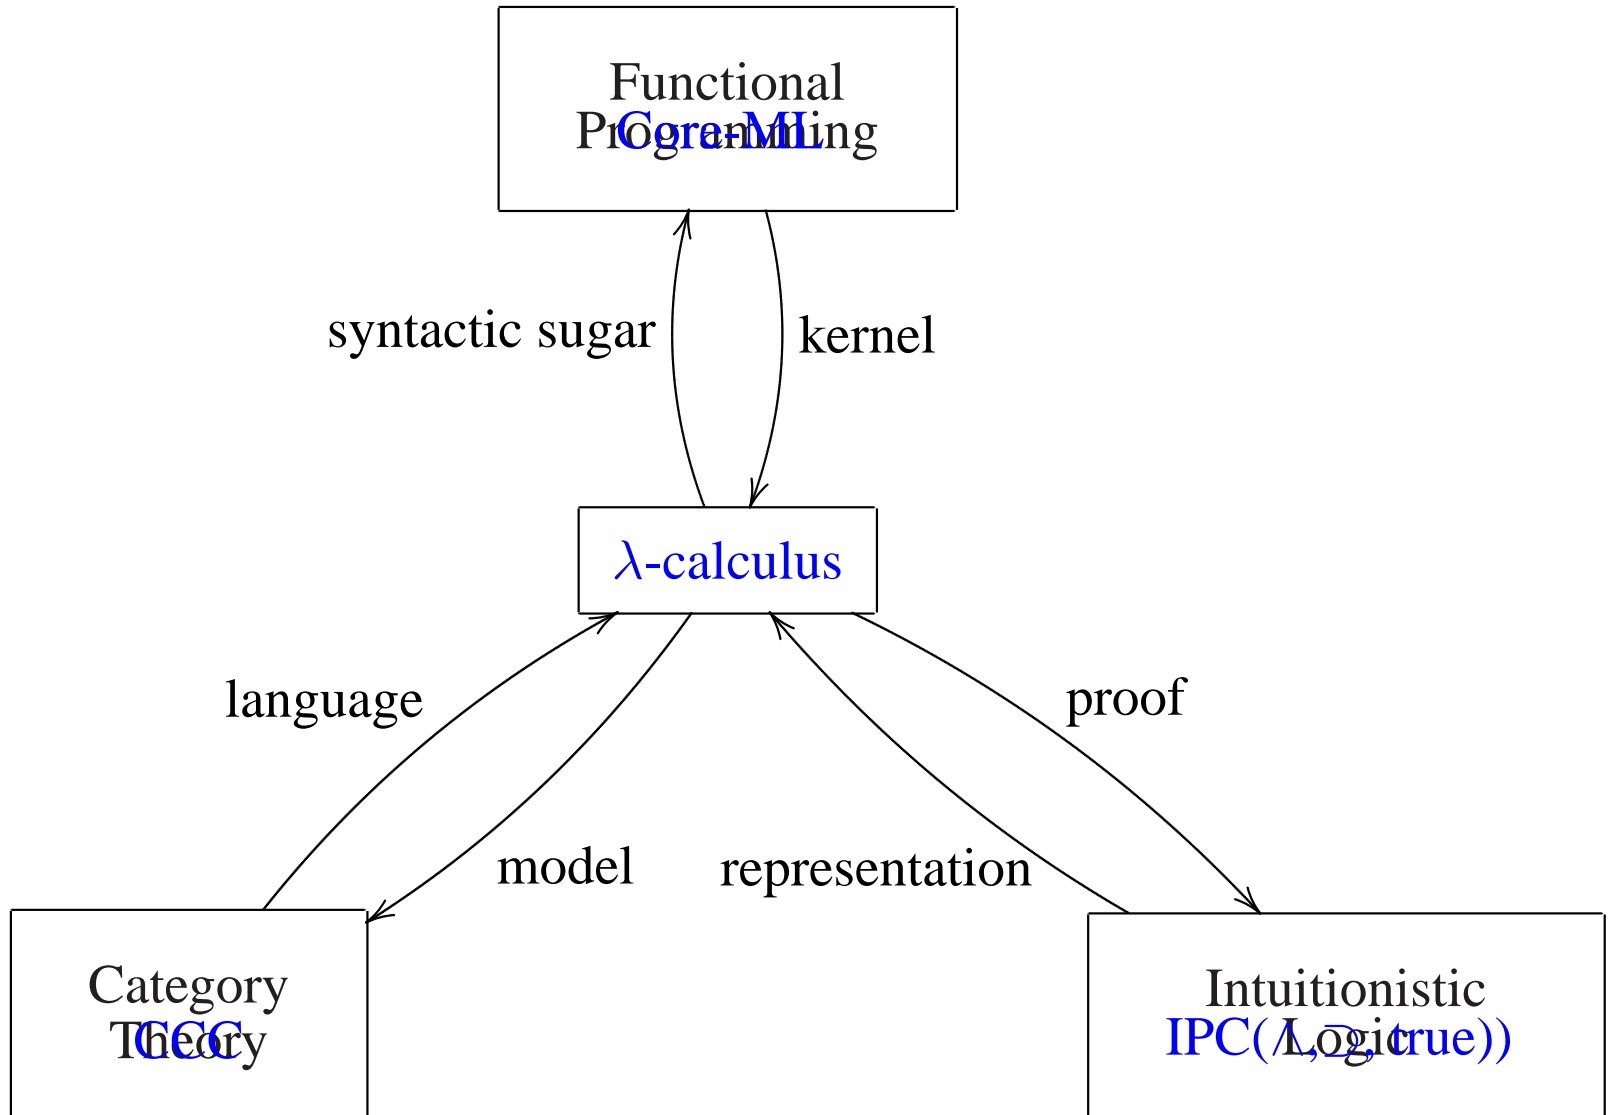 Functional
Programming
Core-ML
syntactic sugar
kernel
λ-calculus
language
proof
model
representation
Category
Theory
CCC
Intuitionistic
Logic
IPC(∧,⊃, true))